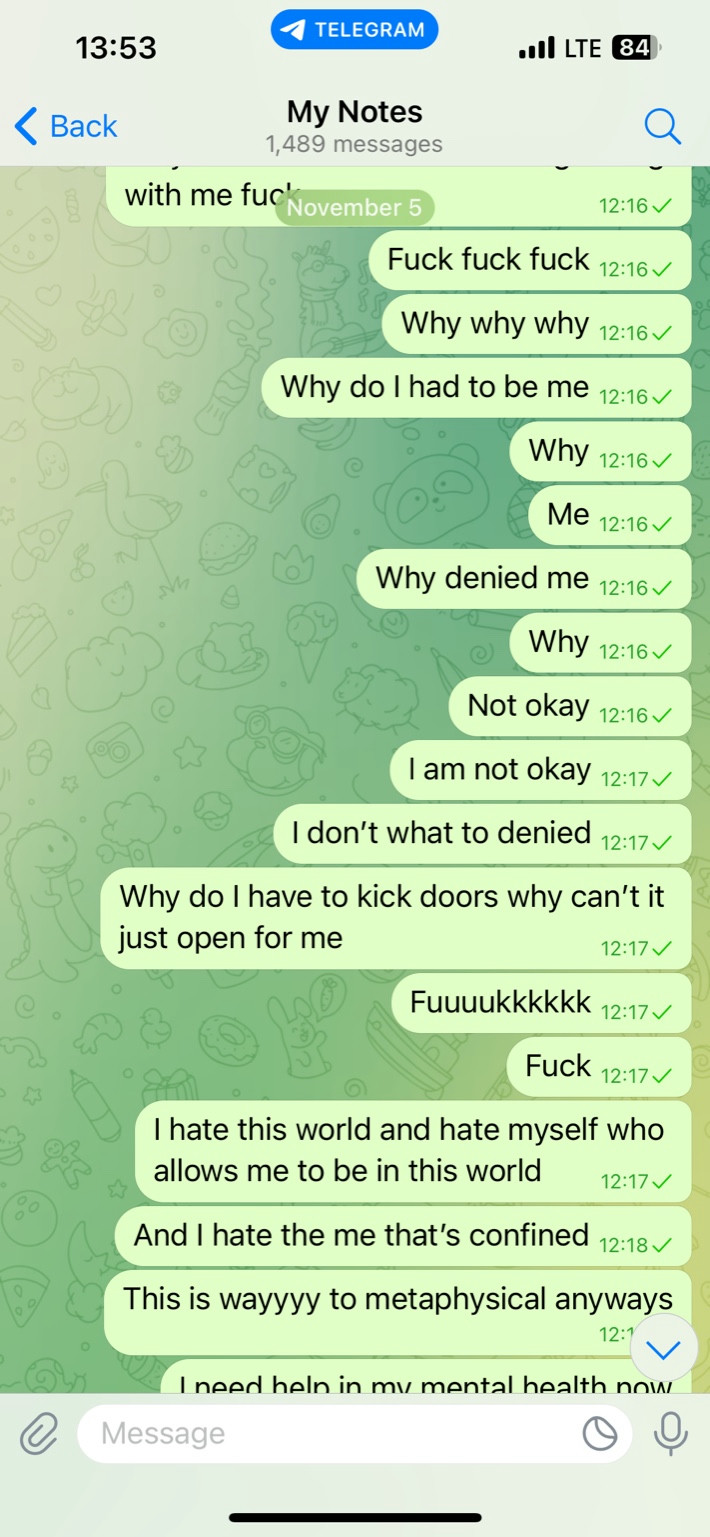 13:53
TELEGRAM
LTE 84
Back
My Notes
1,489 messages
with me fuck
12:16
November 5
Fuck fuck fuck 12:16
Why why why 12:16
Why do I had to be me 12:16
Why 12:16
Me 12:16
Why denied me 12:16
Why 12:16
Not okay 12:16
I am not okay 12:17
I don’t what to denied 12:17
Why do I have to kick doors why can’t it
just open for me 12:17
Fuuuukkkkkk 12:17
Fuck 12:17
I hate this world and hate myself who
allows me to be in this world 12:17
And I hate the me that’s confined 12:18
This is wayyyy to metaphysical anyways
I need help in my mental health now
Message